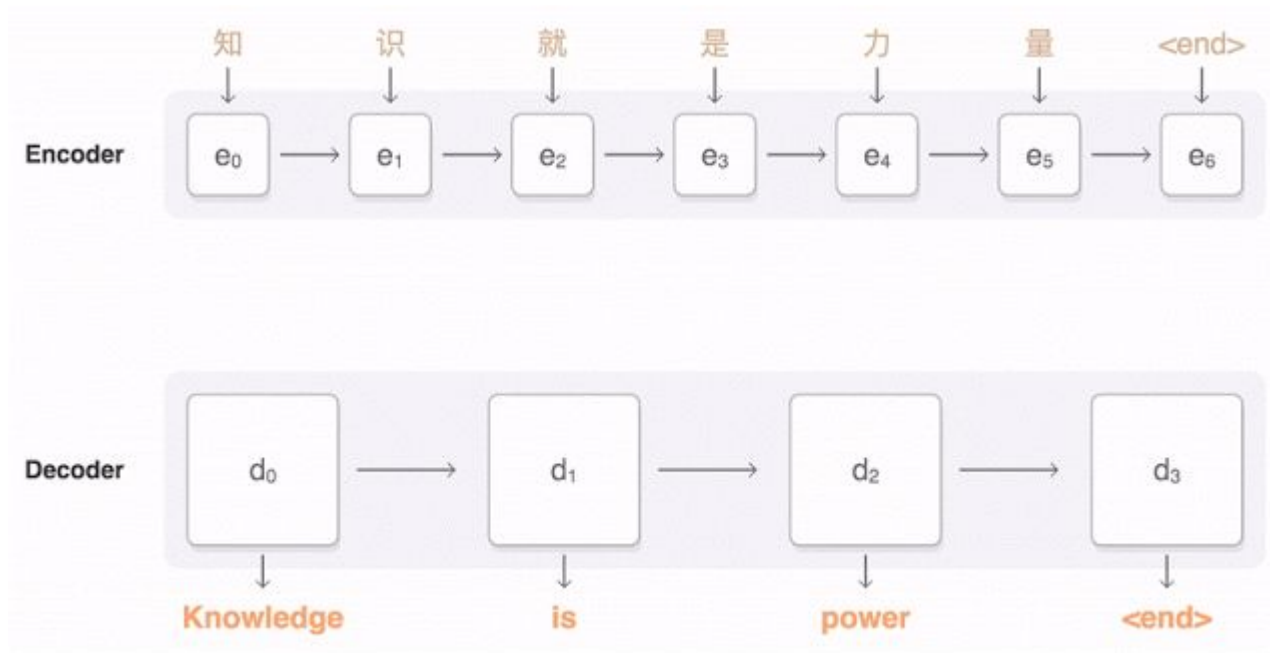 知 识 就 是 力 量 <end>
Encoder e₀ e₁ e₂ e₃ e₄ e₅ e₆
Decoder d₀ d₁ d₂ d₃
Knowledge is power <end>